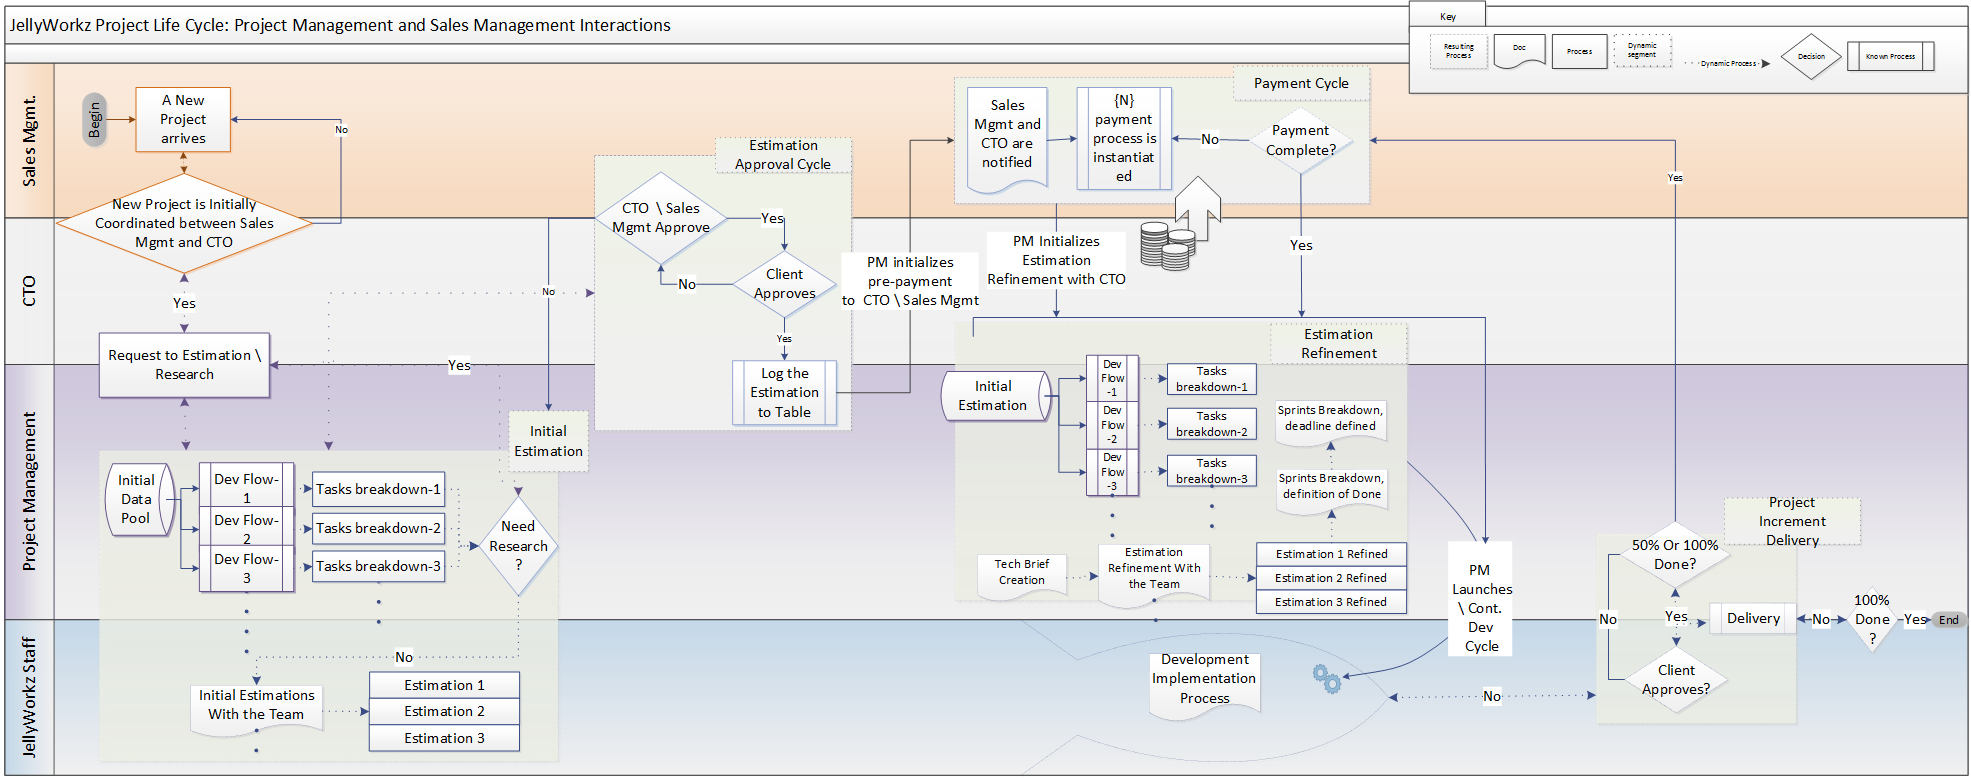 JellyWorkz Project Life Cycle: Project Management and Sales Management Interactions
Key
Resulting
Process
Doc
Process
Dynamic
segment
Dynamic Process
Decision
Known Process
Sales Mgmt.
Begin
A New
Project
arrives
No
New Project is Initially
Coordinated between Sales
Mgmt and CTO
Estimation
Approval Cycle
CTO \ Sales
Mgmt Approve
Yes
Payment Cycle
Sales
Mgmt and
CTO are
notified
{N}
payment
process is
instantiat
ed
No
Payment
Complete?
Yes
CTO
Yes
Request to Estimation \
Research
No
No
Client
Approves
Yes
Log the
Estimation
to Table
PM initializes
pre-payment
to CTO \ Sales Mgmt
PM Initializes
Estimation
Refinement with CTO
Yes
Estimation
Refinement
Project Management
Yes
Initial
Estimation
Initial
Data
Pool
Dev Flow-
1
Dev Flow-
2
Dev Flow-
3
Tasks breakdown-1
Tasks breakdown-2
Tasks breakdown-3
Need
Research
?
Initial
Estimation
Dev
Flow
-1
Dev
Flow
-2
Dev
Flow
-3
Tasks
breakdown-1
Tasks
breakdown-2
Tasks
breakdown-3
Sprints Breakdown,
deadline defined
Sprints Breakdown,
definition of Done
Tech Brief
Creation
Estimation
Refinement With
the Team
Estimation 1 Refined
Estimation 2 Refined
Estimation 3 Refined
PM
Launches
\ Cont.
Dev
Cycle
Project
Increment
Delivery
50% Or 100%
Done?
No
Yes
Delivery
No
100%
Done
?
Yes
End
Client
Approves?
JellyWorkz Staff
No
Initial Estimations
With the Team
Estimation 1
Estimation 2
Estimation 3
Development
Implementation
Process
No